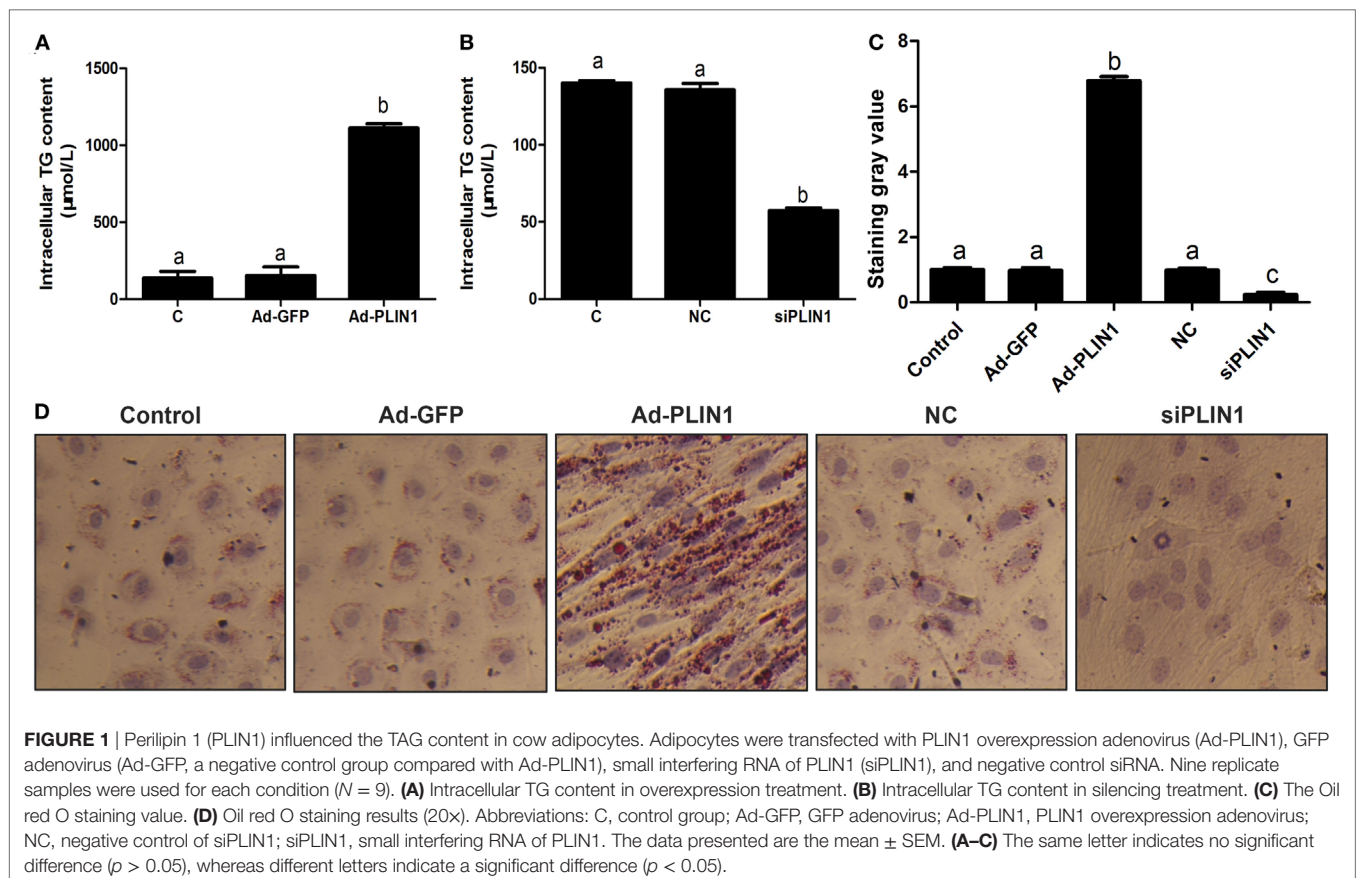 A
Intracellular TG content
(µmol/L)
1500
1000
500
0
a
a
b
C
Ad-GFP
Ad-PLIN1
B
Intracellular TG content
(µmol/L)
150
100
50
0
a
a
b
C
NC
siPLIN1
C
Staining gray value
8
6
4
2
0
a
a
b
a
c
Control
Ad-GFP
Ad-PLIN1
NC
siPLIN1
D
Control
Ad-GFP
Ad-PLIN1
NC
siPLIN1
FIGURE 1 | Perilipin 1 (PLIN1) influenced the TAG content in cow adipocytes. Adipocytes were transfected with PLIN1 overexpression adenovirus (Ad-PLIN1), GFP
adenovirus (Ad-GFP, a negative control group compared with Ad-PLIN1), small interfering RNA of PLIN1 (siPLIN1), and negative control siRNA. Nine replicate
samples were used for each condition (N = 9). (A) Intracellular TG content in overexpression treatment. (B) Intracellular TG content in silencing treatment. (C) The Oil
red O staining value. (D) Oil red O staining results (20×). Abbreviations: C, control group; Ad-GFP, GFP adenovirus; Ad-PLIN1, PLIN1 overexpression adenovirus;
NC, negative control of siPLIN1; siPLIN1, small interfering RNA of PLIN1. The data presented are the mean ± SEM. (A–C) The same letter indicates no significant
difference (p > 0.05), whereas different letters indicate a significant difference (p < 0.05).